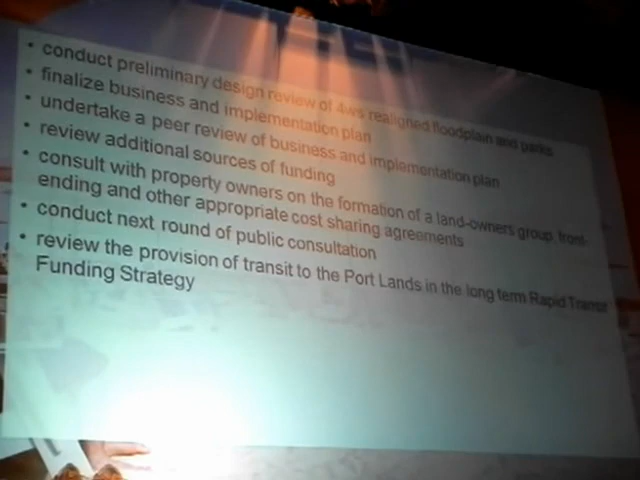 • conduct preliminary design review of 4ws realigned floodplain and parks
• finalize business and implementation plan
• undertake a peer review of business and implementation plan
• review additional sources of funding
• consult with property owners on the formation of a land-owners group, front-
ending and other appropriate cost sharing agreements
• conduct next round of public consultation
• review the provision of transit to the Port Lands in the long term Rapid Transit
Funding Strategy